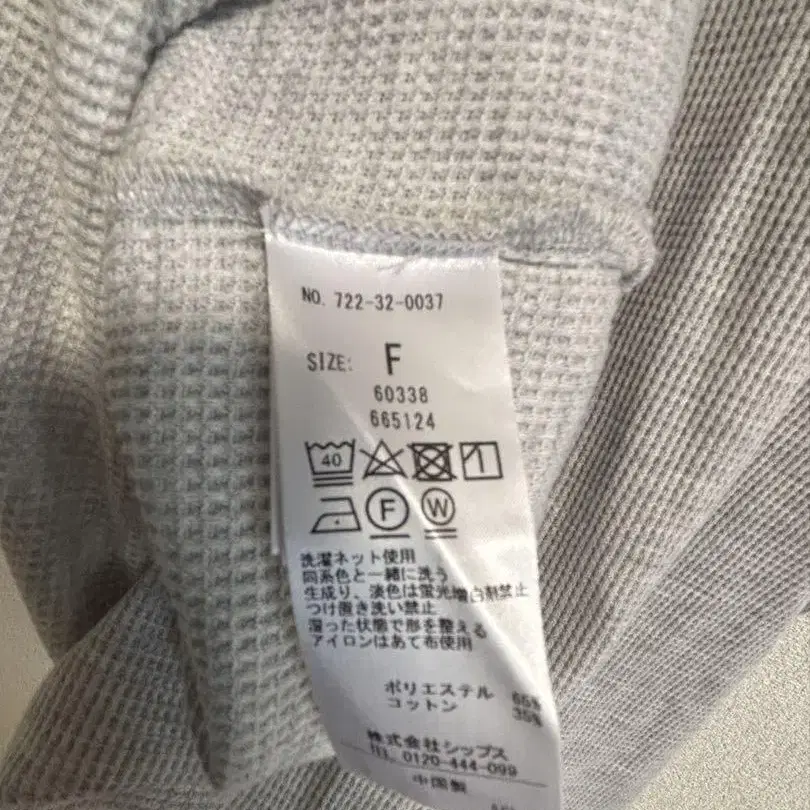 NO. 722-32-0037
SIZE: F
60338
665124
40
F W
洗濯ネット使用
同系色と一緒に洗う
生成り、淡色は蛍光増白剤禁止
つけ置き洗い禁止
湿った状態で形を整える
アイロンはあて布使用
ポリエステル 65%
コットン 35%
株式会社シップス
TEL.0120-444-099
中国製